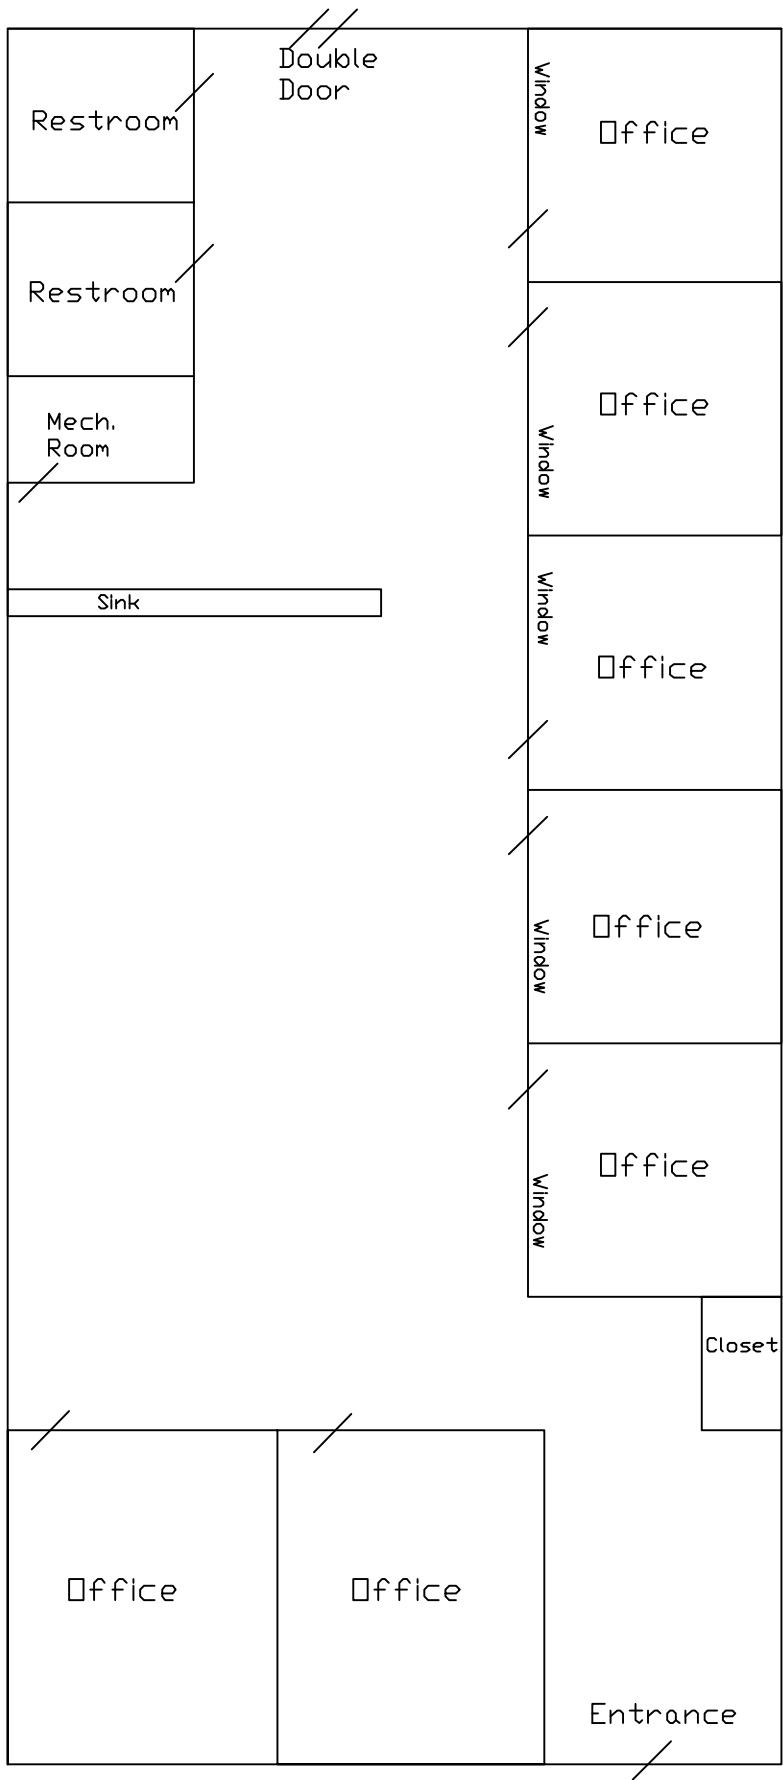 Double
Door
Window
Restroom
Office
Restroom
Office
Mech.
Room
Window
Window
Sink
Office
Office
Window
Office
Window
Closet
Office
Office
Entrance